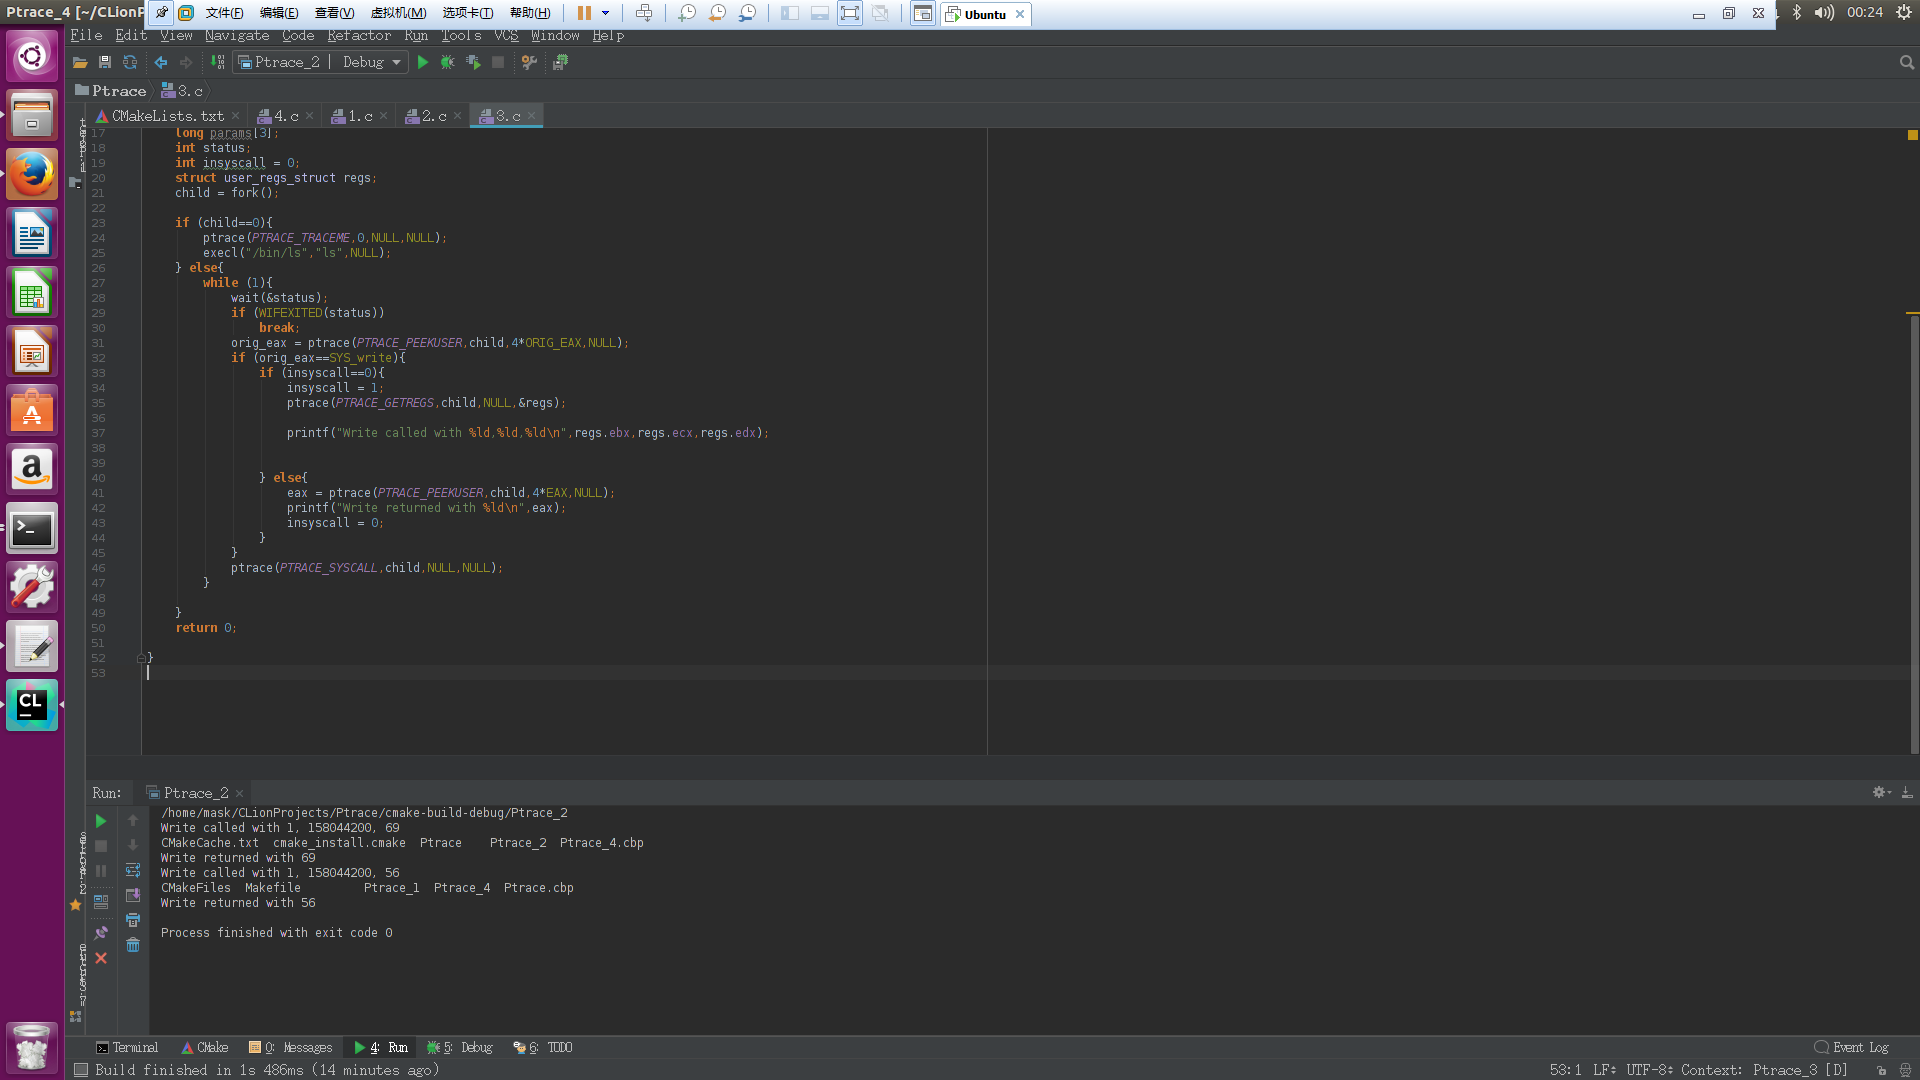 Ptrace_4 [~/CLionP
文件(F) 编辑(E) 查看(V) 虚拟机(M) 选项卡(T) 帮助(H)
Ubuntu
00:24
File Edit View Navigate Code Refactor Run Tools VCS Window Help
Ptrace_2 | Debug
Ptrace 3.c
CMakeLists.txt 4.c 1.c 2.c 3.c
17 long params[3];
18 int status;
19 int insyscall = 0;
20 struct user_regs_struct regs;
21 child = fork();
22
23 if (child==0){
24 ptrace(PTRACE_TRACEME,0,NULL,NULL);
25 execl("/bin/ls","ls",NULL);
26 } else{
27 while (1){
28 wait(&status);
29 if (WIFEXITED(status))
30 break;
31 orig_eax = ptrace(PTRACE_PEEKUSER,child,4*ORIG_EAX,NULL);
32 if (orig_eax==SYS_write){
33 if (insyscall==0){
34 insyscall = 1;
35 ptrace(PTRACE_GETREGS,child,NULL,&regs);
36
37 printf("Write called with %ld,%ld,%ld\n",regs.ebx,regs.ecx,regs.edx);
38
39
40 } else{
41 eax = ptrace(PTRACE_PEEKUSER,child,4*EAX,NULL);
42 printf("Write returned with %ld\n",eax);
43 insyscall = 0;
44 }
45 }
46 ptrace(PTRACE_SYSCALL,child,NULL,NULL);
47 }
48
49 }
50 return 0;
51
52 }
53
Run: Ptrace_2
/home/mask/CLionProjects/Ptrace/cmake-build-debug/Ptrace_2
Write called with 1, 158044200, 69
CMakeCache.txt cmake_install.cmake Ptrace Ptrace_2 Ptrace_4.cbp
Write returned with 69
Write called with 1, 158044200, 56
CMakeFiles Makefile Ptrace_1 Ptrace_4 Ptrace.cbp
Write returned with 56
Process finished with exit code 0
Terminal CMake 0: Messages 4: Run 5: Debug 6: TODO Event Log
Build finished in 1s 486ms (14 minutes ago) 53:1 LF UTF-8 Context: Ptrace_3 [D]